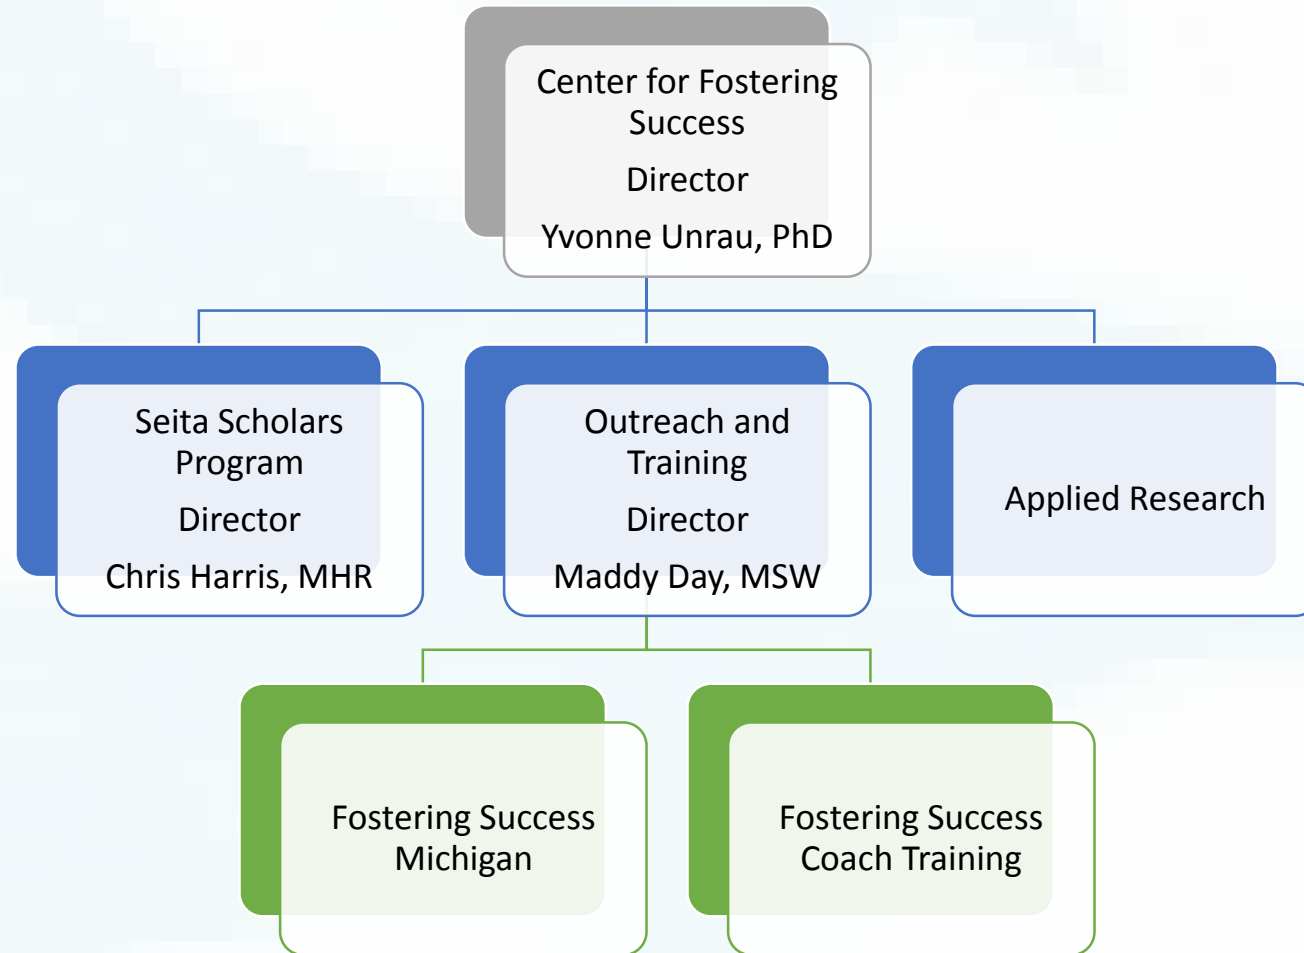 Center for Fostering
Success
Director
Yvonne Unrau, PhD
Seita Scholars
Program
Director
Chris Harris, MHR
Outreach and
Training
Director
Maddy Day, MSW
Applied Research
Fostering Success
Michigan
Fostering Success
Coach Training